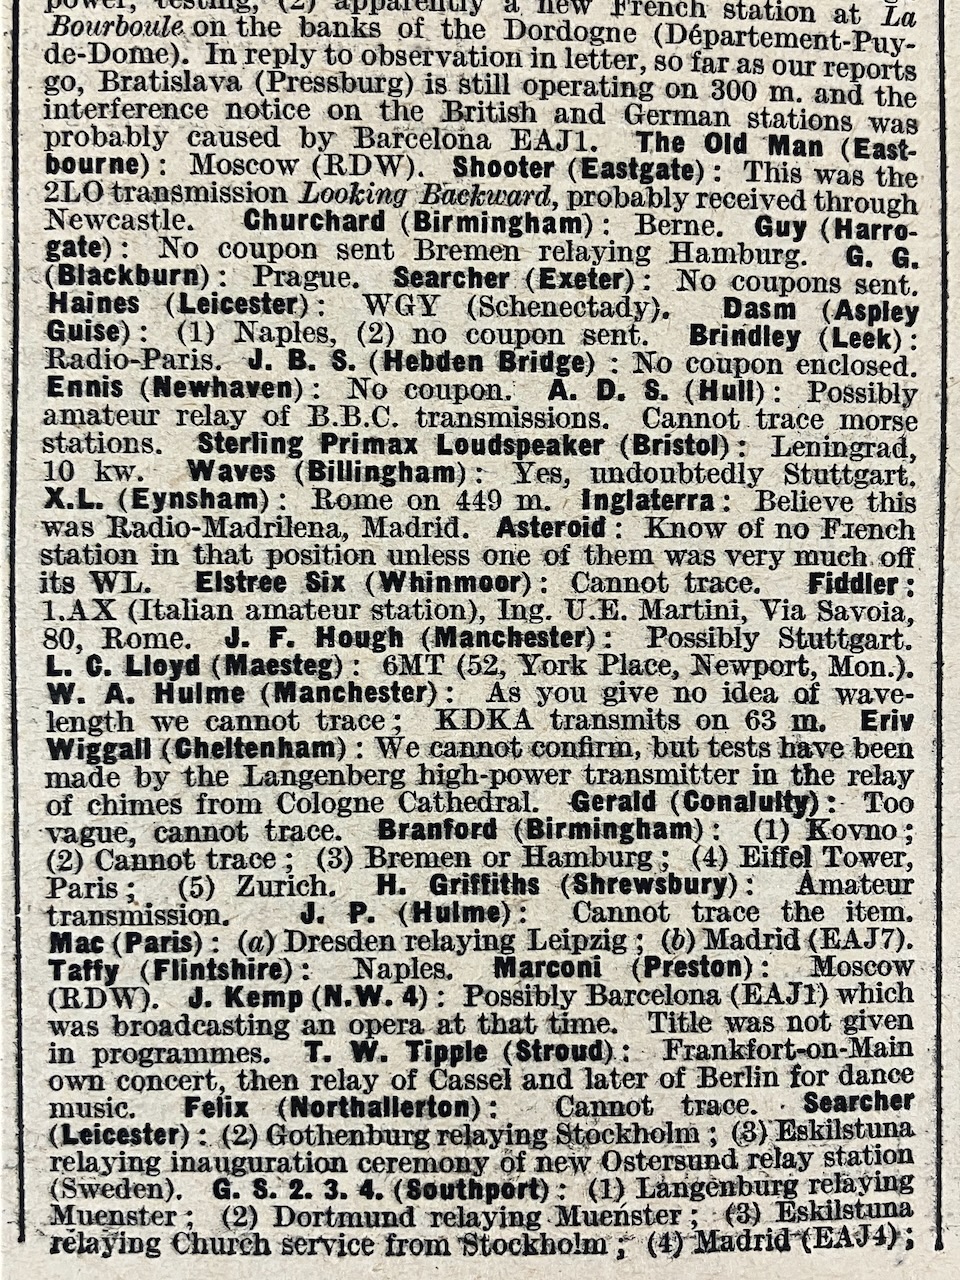 power, testing, (2) apparently a new French station at La
Bourboule on the banks of the Dordogne (Département-Puy-
de-Dome). In reply to observation in letter, so far as our reports
go, Bratislava (Pressburg) is still operating on 300 m. and the
interference notice on the British and German stations was
probably caused by Barcelona EAJ1. The Old Man (East-
bourne): Moscow (RDW). Shooter (Eastgate): This was the
2LO transmission Looking Backward, probably received through
Newcastle. Churchard (Birmingham): Berne. Guy (Harro-
gate): No coupon sent Bremen relaying Hamburg. G. G.
(Blackburn): Prague. Searcher (Exeter): No coupons sent.
Haines (Leicester): WGY (Schenectady). Dasm (Aspley
Guise): (1) Naples, (2) no coupon sent. Brindley (Leek):
Radio-Paris. J. B. S. (Hebden Bridge) : No coupon enclosed.
Ennis (Newhaven): No coupon. A. D. S. (Hull): Possibly
amateur relay of B.B.C. transmissions. Cannot trace morse
stations. Sterling Primax Loudspeaker (Bristol): Leningrad,
10 kw. Waves (Billingham): Yes, undoubtedly Stuttgart.
X.L. (Eynsham): Rome on 449 m. Inglaterra: Believe this
was Radio-Madrilena, Madrid. Asteroid: Know of no French
station in that position unless one of them was very much off
its WL. Elstree Six (Whinmoor): Cannot trace. Fiddler:
1.AX (Italian amateur station), Ing. U.E. Martini, Via Savoia,
80, Rome. J. F. Hough (Manchester): Possibly Stuttgart.
L. C. Lloyd (Maesteg): 6MT (52, York Place, Newport, Mon.).
W. A. Hulme (Manchester): As you give no idea of wave-
length we cannot trace; KDKA transmits on 63 m. Eriv
Wiggall (Cheltenham): We cannot confirm, but tests have been
made by the Langenberg high-power transmitter in the relay
of chimes from Cologne Cathedral. Gerald (Conalulty): Too
vague, cannot trace. Branford (Birmingham): (1) Kovno;
(2) Cannot trace; (3) Bremen or Hamburg; (4) Eiffel Tower,
Paris; (5) Zurich. H. Griffiths (Shrewsbury): Amateur
transmission. J. P. (Hulme): Cannot trace the item.
Mac (Paris): (a) Dresden relaying Leipzig; (b) Madrid (EAJ7).
Taffy (Flintshire): Naples. Marconi (Preston): Moscow
(RDW). J. Kemp (N.W. 4): Possibly Barcelona (EAJ1) which
was broadcasting an opera at that time. Title was not given
in programmes. T. W. Tipple (Stroud): Frankfort-on-Main
own concert, then relay of Cassel and later of Berlin for dance
music. Felix (Northallerton): Cannot trace. Searcher
(Leicester): (2) Gothenburg relaying Stockholm; (3) Eskilstuna
relaying inauguration ceremony of new Ostersund relay station
(Sweden). G. S. 2. 3. 4. (Southport): (1) Langenburg relaying
Muenster; (2) Dortmund relaying Muenster; (3) Eskilstuna
relaying Church service from Stockholm; (4) Madrid (EAJ4);